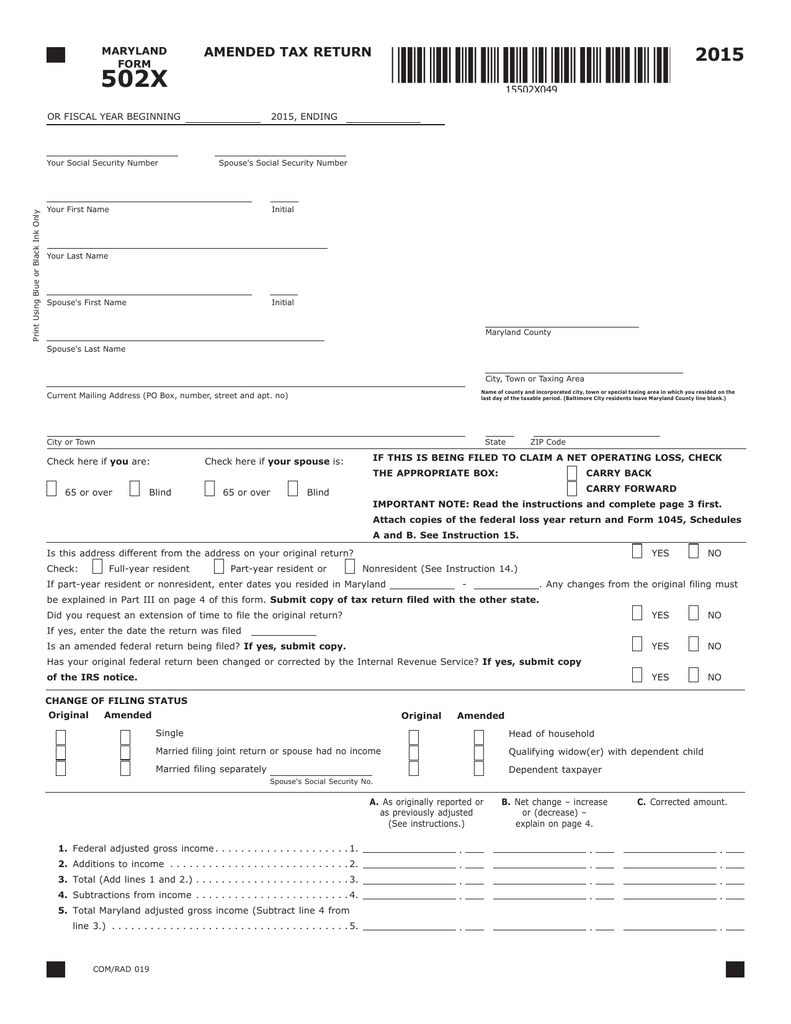 MARYLAND
FORM
502X
AMENDED TAX RETURN
15502X049
2015
OR FISCAL YEAR BEGINNING 2015, ENDING
Print Using Blue or Black Ink Only
Your Social Security Number Spouse's Social Security Number
Your First Name Initial
Your Last Name
Spouse's First Name Initial
Maryland County
Spouse's Last Name
City, Town or Taxing Area
Current Mailing Address (PO Box, number, street and apt. no)
Name of county and incorporated city, town or special taxing area in which you resided on the
last day of the taxable period. (Baltimore City residents leave Maryland County line blank.)
City or Town State ZIP Code
Check here if you are: Check here if your spouse is:
65 or over Blind 65 or over Blind
IF THIS IS BEING FILED TO CLAIM A NET OPERATING LOSS, CHECK
THE APPROPRIATE BOX: CARRY BACK
CARRY FORWARD
IMPORTANT NOTE: Read the instructions and complete page 3 first.
Attach copies of the federal loss year return and Form 1045, Schedules
A and B. See Instruction 15.
Is this address different from the address on your original return? YES NO
Check: Full-year resident Part-year resident or Nonresident (See Instruction 14.)
If part-year resident or nonresident, enter dates you resided in Maryland - . Any changes from the original filing must
be explained in Part III on page 4 of this form. Submit copy of tax return filed with the other state.
Did you request an extension of time to file the original return? YES NO
If yes, enter the date the return was filed
Is an amended federal return being filed? If yes, submit copy. YES NO
Has your original federal return been changed or corrected by the Internal Revenue Service? If yes, submit copy
of the IRS notice. YES NO
CHANGE OF FILING STATUS
Original Amended Original Amended
Single Head of household
Married filing joint return or spouse had no income Qualifying widow(er) with dependent child
Married filing separately Dependent taxpayer
Spouse's Social Security No.
A. As originally reported or
as previously adjusted
(See instructions.)
B. Net change – increase
or (decrease) –
explain on page 4.
C. Corrected amount.
1. Federal adjusted gross income. . . . . . . . . . . . . . . . . . . . . 1. . . .
2. Additions to income . . . . . . . . . . . . . . . . . . . . . . . . . . . . 2. . . .
3. Total (Add lines 1 and 2.) . . . . . . . . . . . . . . . . . . . . . . . . 3. . . .
4. Subtractions from income . . . . . . . . . . . . . . . . . . . . . . . . 4. . . .
5. Total Maryland adjusted gross income (Subtract line 4 from
line 3.) . . . . . . . . . . . . . . . . . . . . . . . . . . . . . . . . . . . . . 5. . . .
COM/RAD 019